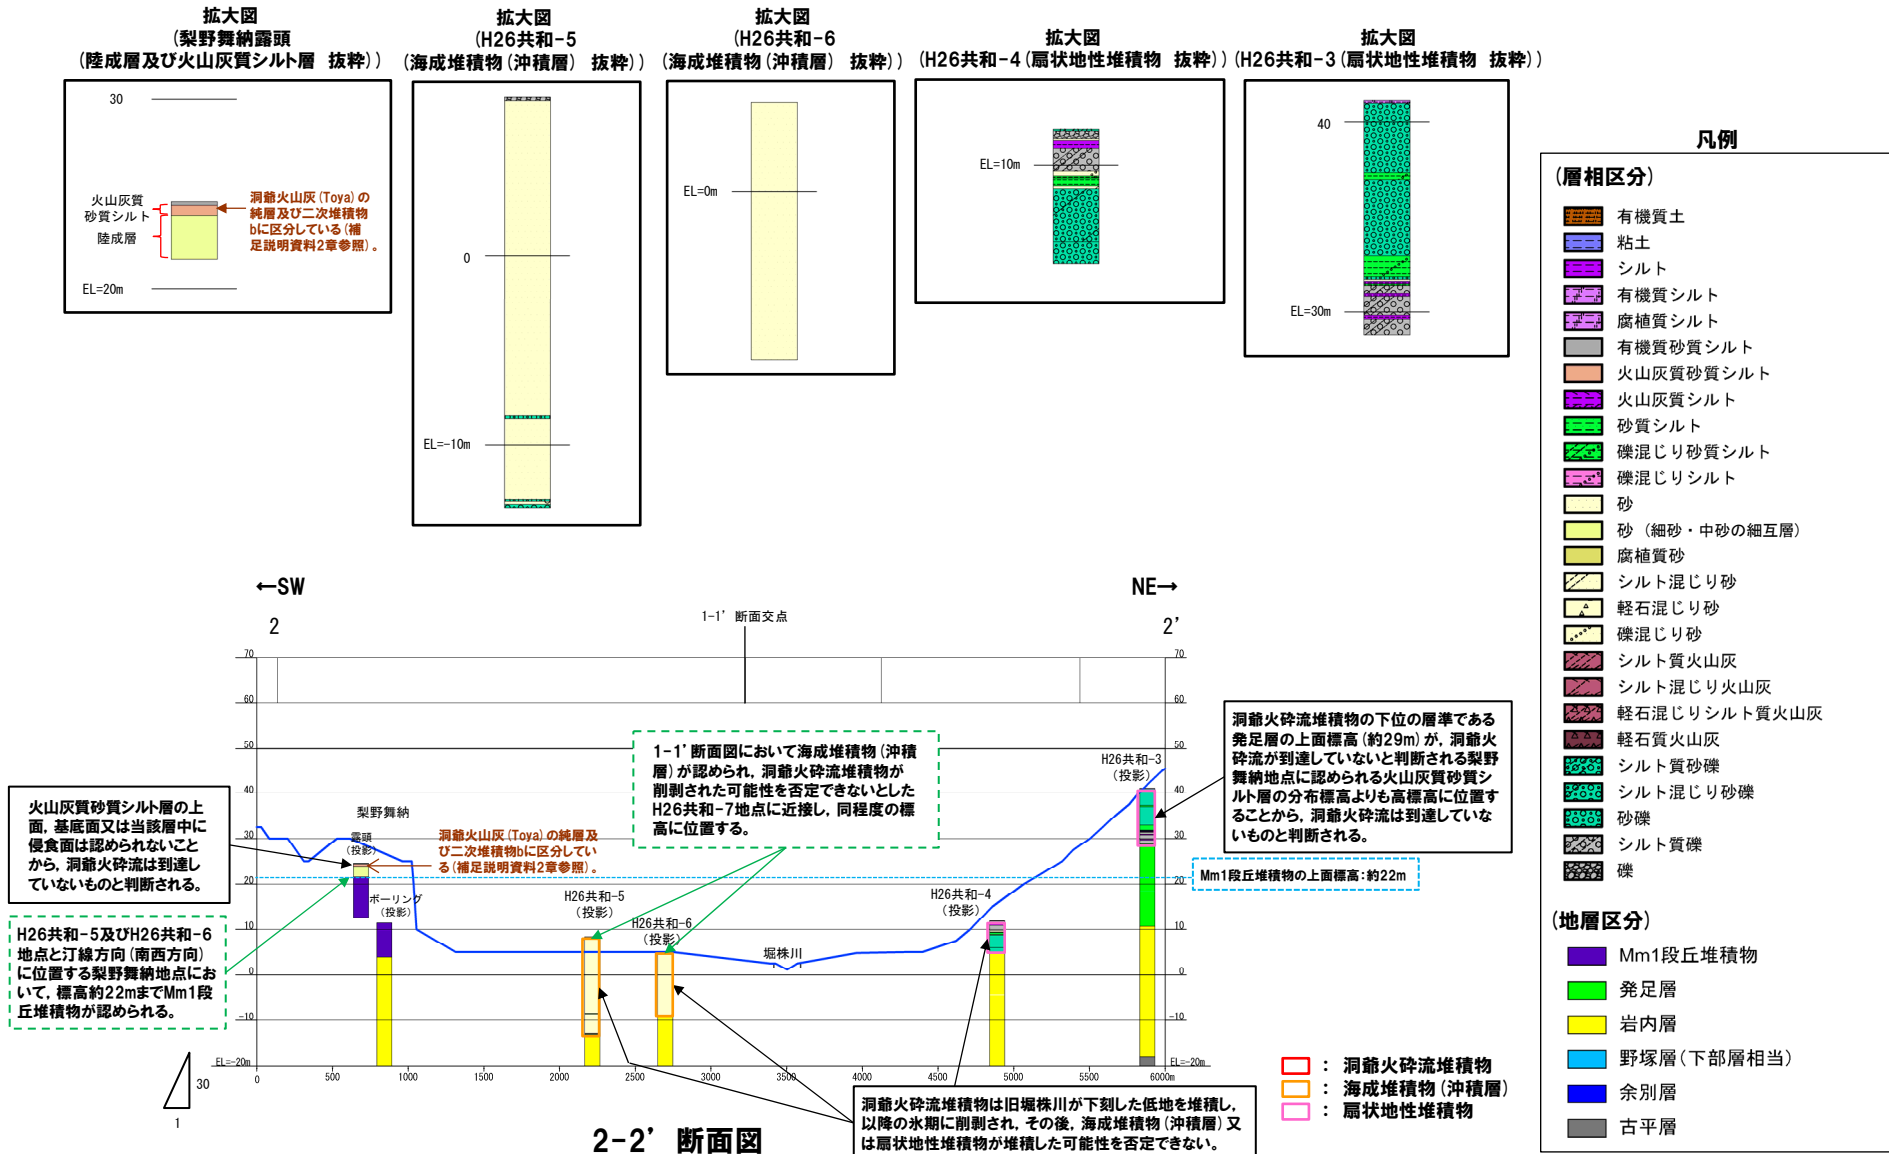 拡大図
(梨野舞納露頭
(陸成層及び火山灰質シルト層 抜粋))
30
火山灰質
砂質シルト
陸成層
EL=20m
洞爺火山灰(Toya)の
純層及び二次堆積物
bに区分している(補
足説明資料2章参照)。
拡大図
(H26共和-5
(海成堆積物(沖積層) 抜粋))
0
EL=-10m
拡大図
(H26共和-6
(海成堆積物(沖積層) 抜粋))
EL=0m
拡大図
(H26共和-4(扇状地性堆積物 抜粋))
EL=10m
拡大図
(H26共和-3(扇状地性堆積物 抜粋))
40
EL=30m
凡例
(層相区分)
有機質土
粘土
シルト
有機質シルト
腐植質シルト
有機質砂質シルト
火山灰質砂質シルト
火山灰質シルト
砂質シルト
礫混じり砂質シルト
礫混じりシルト
砂
砂（細砂・中砂の細互層）
腐植質砂
シルト混じり砂
軽石混じり砂
礫混じり砂
シルト質火山灰
シルト混じり火山灰
軽石混じりシルト質火山灰
軽石質火山灰
シルト質砂礫
シルト混じり砂礫
砂礫
シルト質礫
礫
(地層区分)
Mm1段丘堆積物
発足層
岩内層
野塚層(下部層相当)
余別層
古平層
←SW
NE→
2
1-1' 断面交点
2'
70
60
50
40
30
20
10
0
-10
EL=-20m
70
60
50
40
30
20
10
0
-10
EL=-20m
0
500
1000
1500
2000
2500
3000
3500
4000
4500
5000
5500
6000m
火山灰質砂質シルト層の上
面，基底面又は当該層中に
侵食面は認められないこと
から，洞爺火砕流は到達し
ていないものと判断される。
H26共和-5及びH26共和-6
地点と汀線方向(南西方向)
に位置する梨野舞納地点にお
いて，標高約22mまでMm1段
丘堆積物が認められる。
梨野舞納
露頭
(投影)
ボーリング
(投影)
洞爺火山灰(Toya)の純層及
び二次堆積物bに区分してい
る(補足説明資料2章参照)。
1-1'断面図において海成堆積物(沖積
層)が認められ，洞爺火砕流堆積物が
削剥された可能性を否定できないとした
H26共和-7地点に近接し，同程度の標
高に位置する。
H26共和-5
(投影)
H26共和-6
(投影)
堀株川
H26共和-4
(投影)
H26共和-3
(投影)
洞爺火砕流堆積物の下位の層準である
発足層の上面標高(約29m)が，洞爺火
砕流が到達していないと判断される梨野
舞納地点に認められる火山灰質砂質シ
ルト層の分布標高よりも高標高に位置す
ることから，洞爺火砕流は到達していな
いものと判断される。
Mm1段丘堆積物の上面標高:約22m
30
1
2-2' 断面図
洞爺火砕流堆積物は旧堀株川が下刻した低地を堆積し，
以降の氷期に削剥され，その後，海成堆積物(沖積層)又
は扇状地性堆積物が堆積した可能性を否定できない。
： 洞爺火砕流堆積物
： 海成堆積物(沖積層)
： 扇状地性堆積物